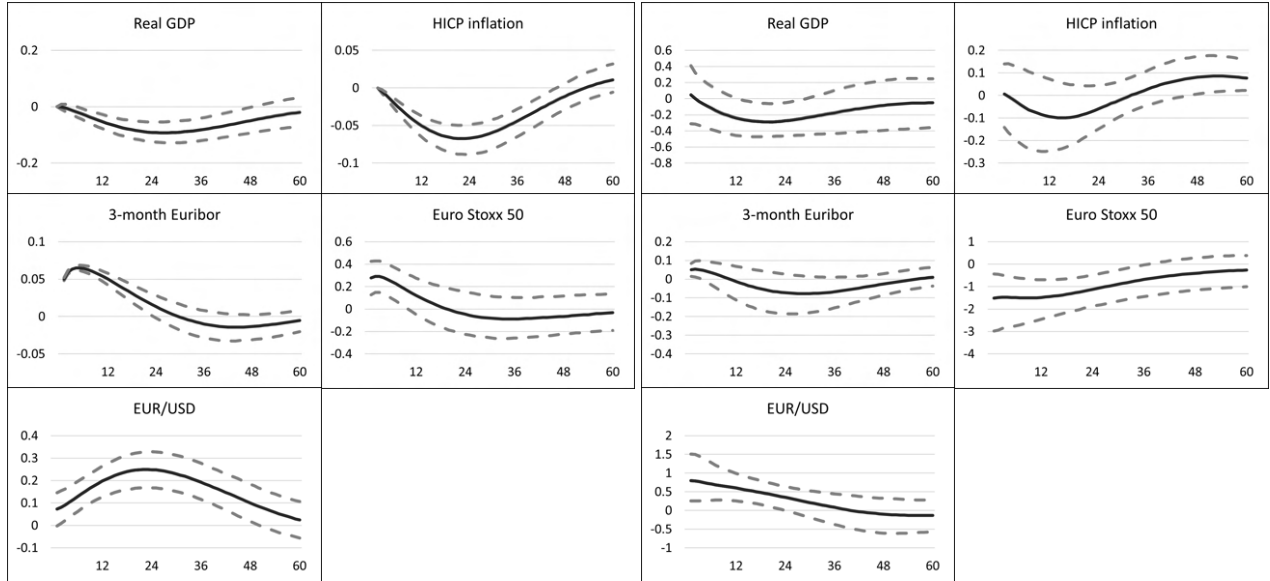 Real GDP
0.2
0
-0.2
12 24 36 48 60
HICP inflation
0.05
0
-0.05
-0.1
12 24 36 48 60
3-month Euribor
0.1
0.05
0
-0.05
12 24 36 48 60
Euro Stoxx 50
0.6
0.4
0.2
0
-0.2
-0.4
12 24 36 48 60
EUR/USD
0.4
0.3
0.2
0.1
0
-0.1
12 24 36 48 60
Real GDP
0.6
0.4
0.2
0
-0.2
-0.4
-0.6
-0.8
12 24 36 48 60
HICP inflation
0.2
0.1
0
-0.1
-0.2
-0.3
12 24 36 48 60
3-month Euribor
0.2
0.1
0
-0.1
-0.2
-0.3
-0.4
12 24 36 48 60
Euro Stoxx 50
1
0
-1
-2
-3
-4
12 24 36 48 60
EUR/USD
2
1.5
1
0.5
0
-0.5
-1
12 24 36 48 60